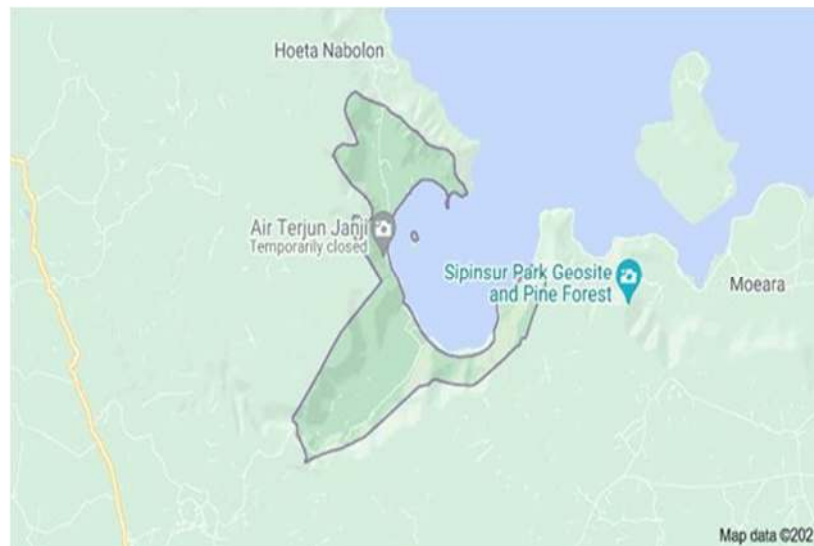 Hoeta Nabolon
Air Terjun Janji
Temporarily closed
Sipinsur Park Geosite
and Pine Forest
Moeara
Map data ©202